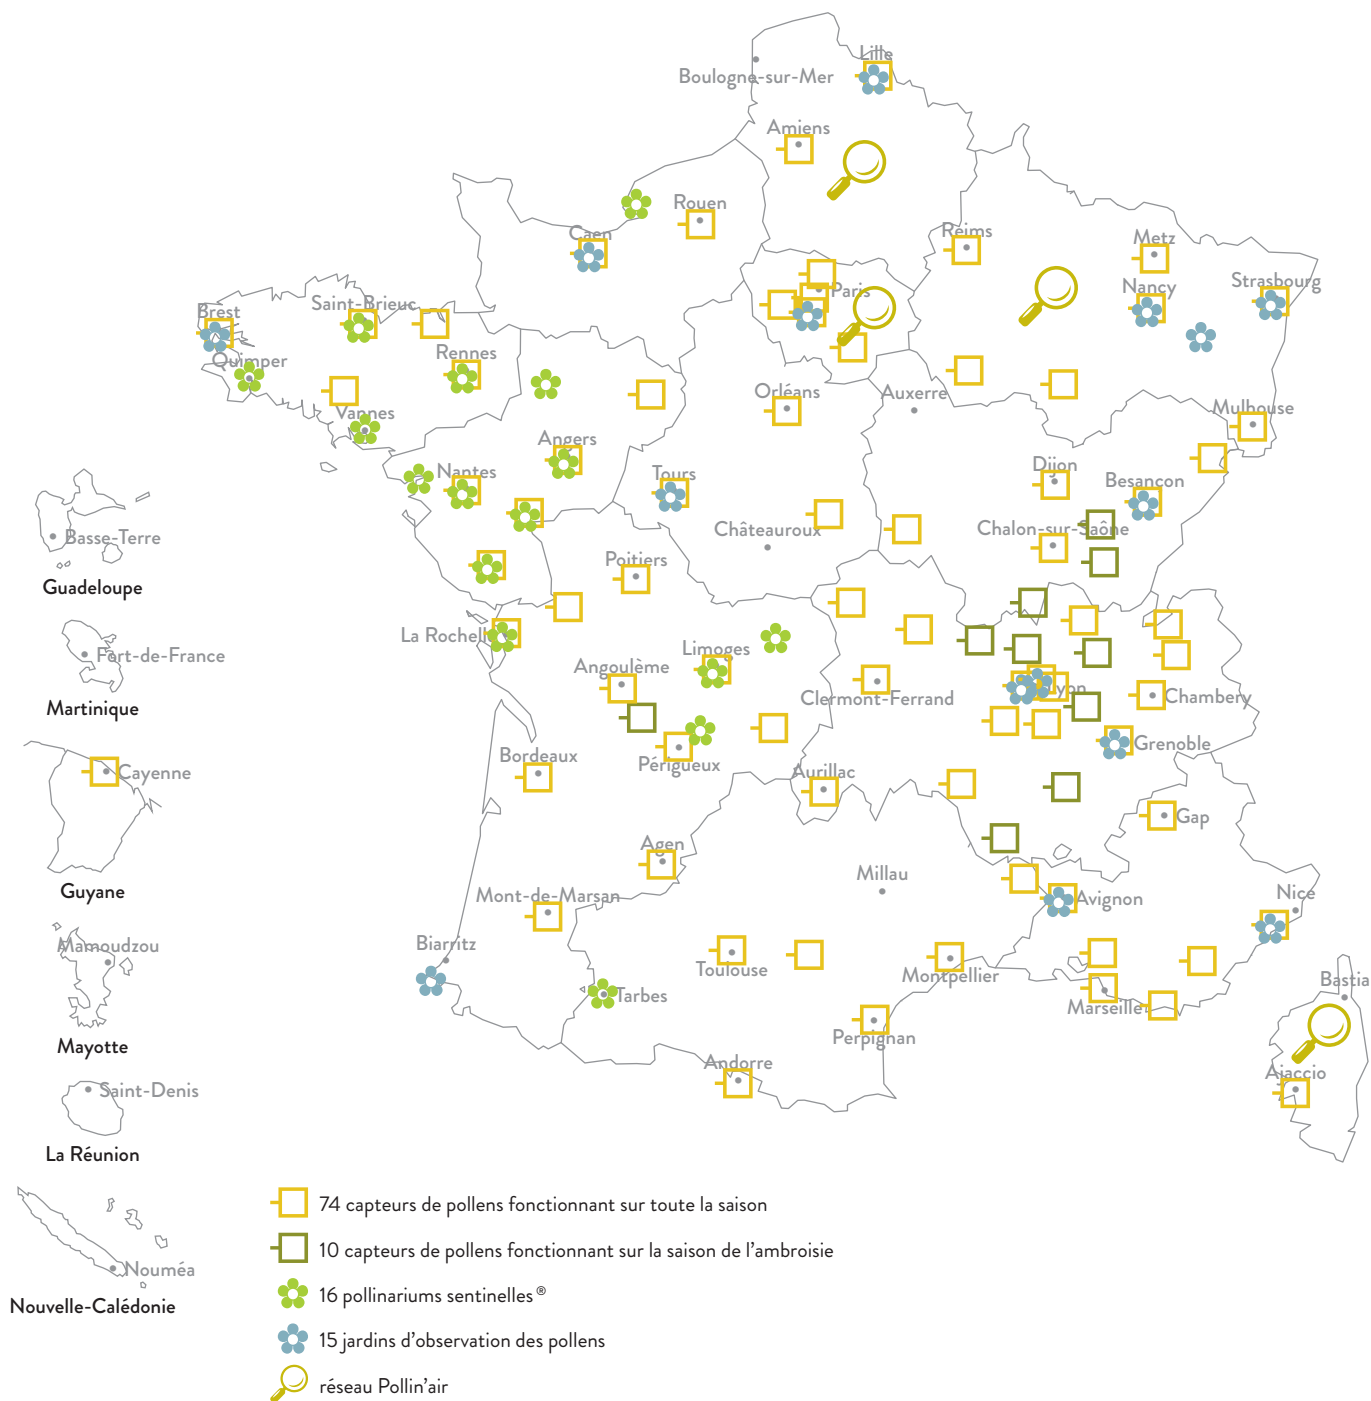 Lille
Boulogne-sur-Mer
Amiens
Rouen
Caen
Reims
Metz
Paris
Nancy
Strasbourg
Brest
Saint-Brieuc
Quimper
Rennes
Vannes
Orléans
Auxerre
Mulhouse
Angers
Nantes
Tours
Dijon
Besançon
Châteauroux
Chalon-sur-Saône
Basse-Terre
Guadeloupe
Poitiers
La Rochelle
Limoges
Angoulème
Clermont-Ferrand
Lyon
Chambery
Fort-de-France
Martinique
Bordeaux
Périgueux
Grenoble
Aurillac
Cayenne
Guyane
Gap
Agen
Millau
Mont-de-Marsan
Avignon
Nice
Biarritz
Toulouse
Montpellier
Mamoudzou
Mayotte
Tarbes
Marseille
Bastia
Perpignan
Andorre
Ajaccio
Saint-Denis
La Réunion
Nouméa
Nouvelle-Calédonie
74 capteurs de pollens fonctionnant sur toute la saison
10 capteurs de pollens fonctionnant sur la saison de l'ambroisie
16 pollinariums sentinelles®
15 jardins d'observation des pollens
réseau Pollin'air